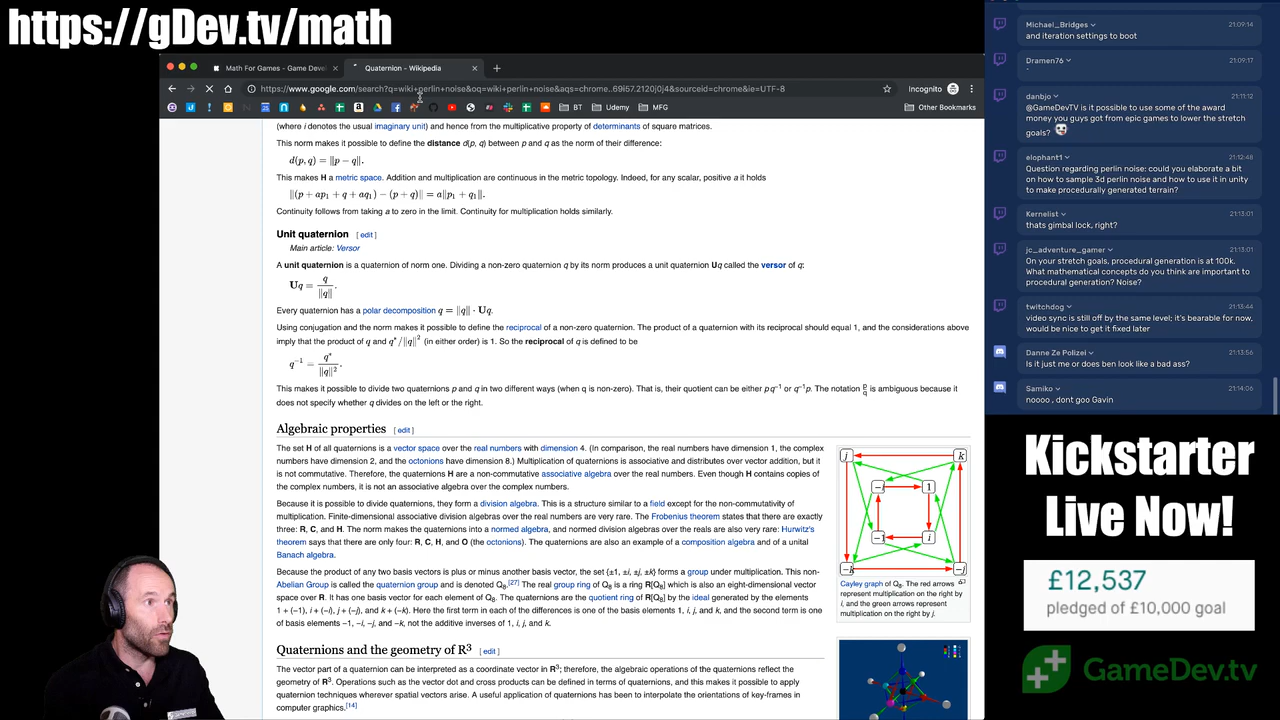 https://gDev.tv/math
Math For Games - Game Devel
Quaternion - Wikipedia
https://www.google.com/search?q=wiki+perlin+noise&oq=wiki+perlin+noise&aqs=chrome..69i57.2120j0j4&sourceid=chrome&ie=UTF-8
Incognito
BT
Udemy
MFG
Other Bookmarks
(where i denotes the usual imaginary unit) and hence from the multiplicative property of determinants of square matrices.
This norm makes it possible to define the distance d(p, q) between p and q as the norm of their difference:
d(p, q) = ‖p − q‖.
This makes H a metric space. Addition and multiplication are continuous in the metric topology. Indeed, for any scalar, positive a it holds
‖(p + ap₁ + q + aq₁) − (p + q)‖ = a‖p₁ + q₁‖.
Continuity follows from taking a to zero in the limit. Continuity for multiplication holds similarly.
Unit quaternion [ edit ]
Main article: Versor
A unit quaternion is a quaternion of norm one. Dividing a non-zero quaternion q by its norm produces a unit quaternion Uq called the versor of q:
Uq = q/‖q‖.
Every quaternion has a polar decomposition q = ‖q‖ · Uq.
Using conjugation and the norm makes it possible to define the reciprocal of a non-zero quaternion. The product of a quaternion with its reciprocal should equal 1, and the considerations above
imply that the product of q and q*/‖q‖² (in either order) is 1. So the reciprocal of q is defined to be
q⁻¹ = q*/‖q‖².
This makes it possible to divide two quaternions p and q in two different ways (when q is non-zero). That is, their quotient can be either p q⁻¹ or q⁻¹p. The notation p/q is ambiguous because it
does not specify whether q divides on the left or the right.
Algebraic properties [ edit ]
The set H of all quaternions is a vector space over the real numbers with dimension 4. (In comparison, the real numbers have dimension 1, the complex
numbers have dimension 2, and the octonions have dimension 8.) Multiplication of quaternions is associative and distributes over vector addition, but it
is not commutative. Therefore, the quaternions H are a non-commutative associative algebra over the real numbers. Even though H contains copies of
the complex numbers, it is not an associative algebra over the complex numbers.
Because it is possible to divide quaternions, they form a division algebra. This is a structure similar to a field except for the non-commutativity of
multiplication. Finite-dimensional associative division algebras over the real numbers are very rare. The Frobenius theorem states that there are exactly
three: R, C, and H. The norm makes the quaternions into a normed algebra, and normed division algebras over the reals are also very rare: Hurwitz's
theorem says that there are only four: R, C, H, and O (the octonions). The quaternions are also an example of a composition algebra and of a unital
Banach algebra.
Because the product of any two basis vectors is plus or minus another basis vector, the set {±1, ±i, ±j, ±k} forms a group under multiplication. This non-
Abelian Group is called the quaternion group and is denoted Q₈.[27] The real group ring of Q₈ is a ring R[Q₈] which is also an eight-dimensional vector
space over R. It has one basis vector for each element of Q₈. The quaternions are the quotient ring of R[Q₈] by the ideal generated by the elements
1 + (−1), i + (−i), j + (−j), and k + (−k). Here the first term in each of the differences is one of the basis elements 1, i, j, and k, and the second term is one
of basis elements −1, −i, −j, and −k, not the additive inverses of 1, i, j, and k.
j
k
−i
1
−1
i
−k
−j
Cayley graph of Q₈. The red arrows
represent multiplication on the right by
i, and the green arrows represent
multiplication on the right by j.
Quaternions and the geometry of R³ [ edit ]
The vector part of a quaternion can be interpreted as a coordinate vector in R³; therefore, the algebraic operations of the quaternions reflect the
geometry of R³. Operations such as the vector dot and cross products can be defined in terms of quaternions, and this makes it possible to apply
quaternion techniques wherever spatial vectors arise. A useful application of quaternions has been to interpolate the orientations of key-frames in
computer graphics.[14]
Michael_Bridges 21:09:14
and iteration settings to boot
Dramen76 21:09:17
danbjo 21:11:12
@GameDevTV is it possible to use some of the award
money you guys got from epic games to lower the stretch
goals?
elophant1 21:12:48
Question regarding perlin noise: could you elaborate a bit
on how to sample 3d perlin noise and how to use it in unity
to make procedurally generated terrain?
Kernelist 21:13:01
thats gimbal lock, right?
jc_adventure_gamer 21:13:01
On your stretch goals, procedural generation is at 100k.
What mathematical concepts do you think are important to
procedural generation? Noise?
twitchdog 21:13:44
video sync is still off by the same level; it's bearable for now,
would be nice to get it fixed later
Danne Ze Polizei 21:13:56
Is it just me or does ben look like a bad ass?
Samiko 21:14:06
noooo , dont goo Gavin
Kickstarter
Live Now!
£12,537
pledged of £10,000 goal
GameDev.tv